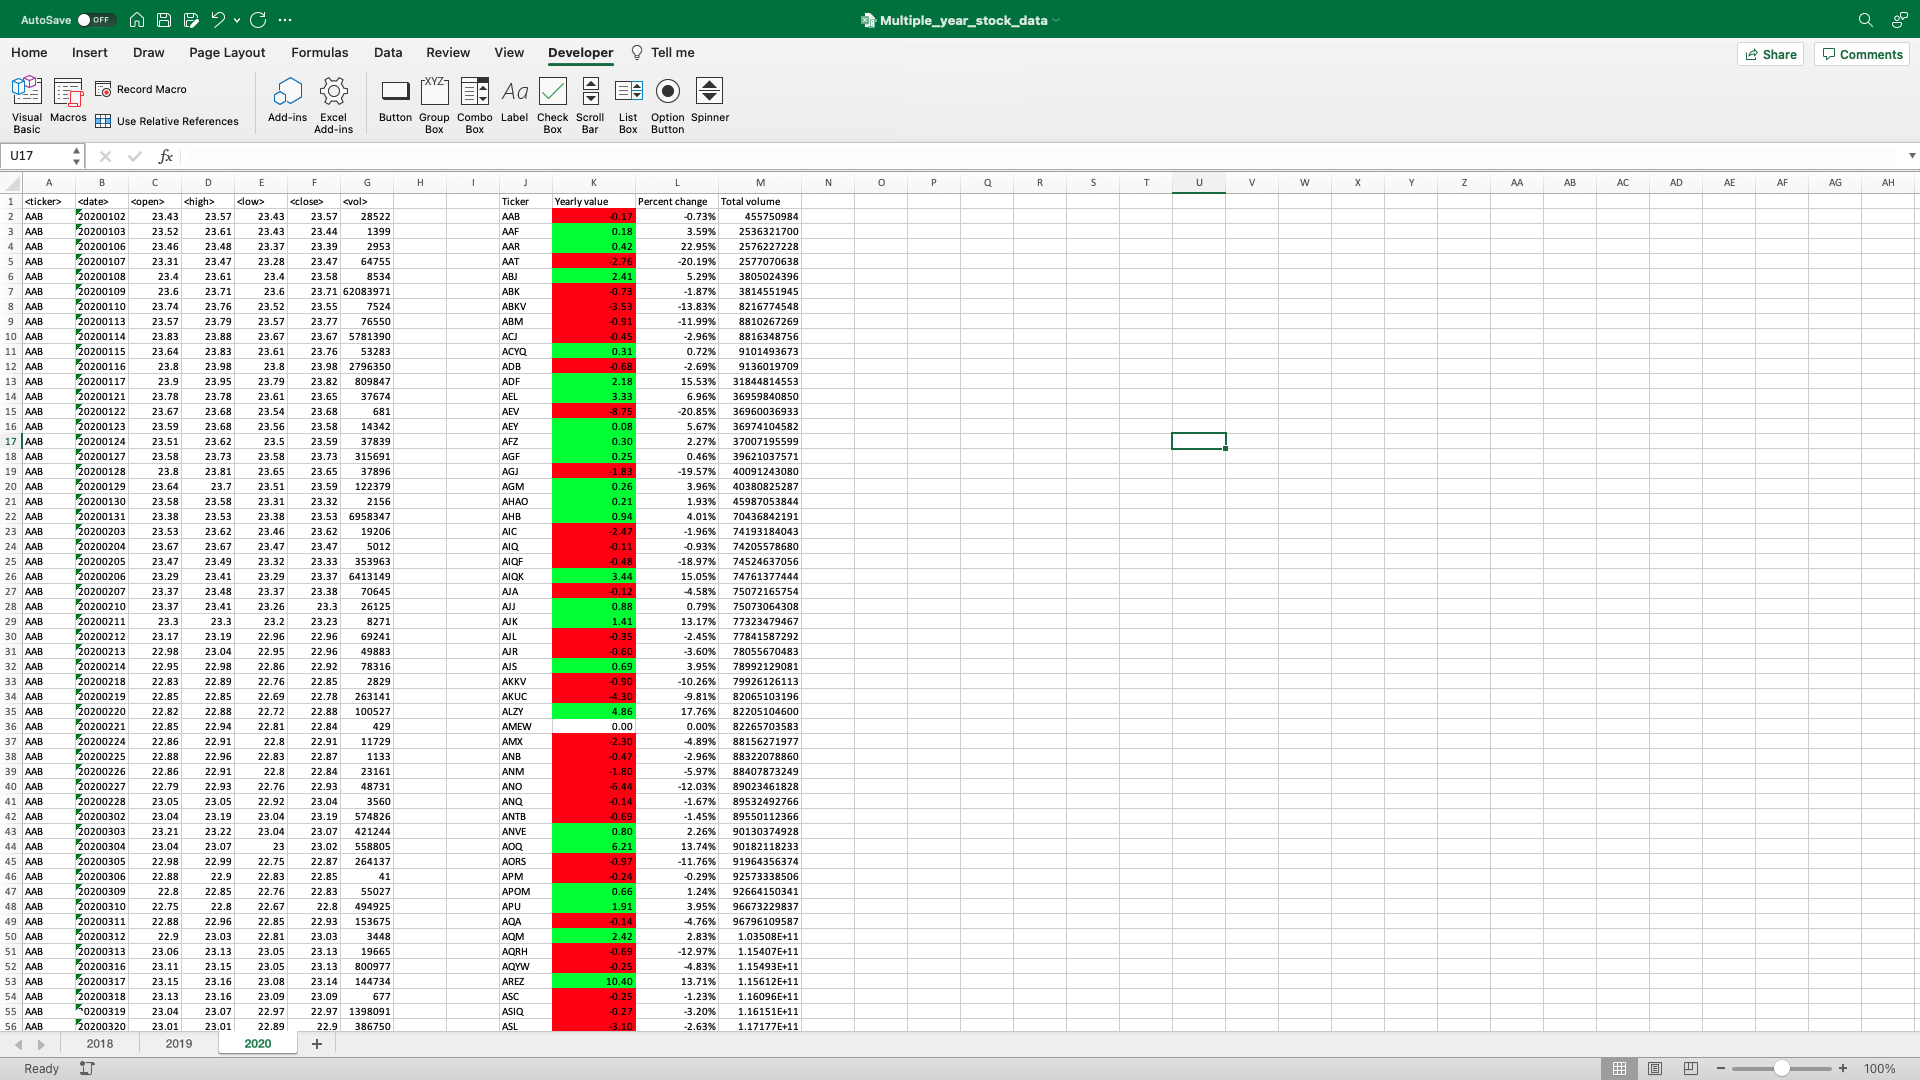 AutoSave OFF Multiple_year_stock_data
Home Insert Draw Page Layout Formulas Data Review View Developer Tell me Share Comments
Visual Basic Macros Record Macro Use Relative References Add-ins Excel Add-ins Button Group Box Combo Box Label Check Box Scroll Bar List Box Option Button Spinner
XYZ Aa
U17 fx
A B C D E F G H I J K L M N O P Q R S T U V W X Y Z AA AB AC AD AE AF AG AH
1 <ticker> <date> <open> <high> <low> <close> <vol> Ticker Yearly value Percent change Total volume
2 AAB 20200102 23.43 23.57 23.43 23.57 28522 AAB -0.17 -0.73% 455750984
3 AAB 20200103 23.52 23.61 23.43 23.44 1399 AAF 0.18 3.59% 2536321700
4 AAB 20200106 23.46 23.48 23.37 23.39 2953 AAR 0.42 22.95% 2576227228
5 AAB 20200107 23.31 23.47 23.28 23.47 64755 AAT -2.76 -20.19% 2577070638
6 AAB 20200108 23.4 23.61 23.4 23.58 8534 ABJ 2.41 5.29% 3805024396
7 AAB 20200109 23.6 23.71 23.6 23.71 62083971 ABK -0.73 -1.87% 3814551945
8 AAB 20200110 23.74 23.76 23.52 23.55 7524 ABKV -3.53 -13.83% 8216774548
9 AAB 20200113 23.57 23.79 23.57 23.77 76550 ABM -0.91 -11.99% 8810267269
10 AAB 20200114 23.83 23.88 23.67 23.67 5781390 ACJ -0.45 -2.96% 8816348756
11 AAB 20200115 23.64 23.83 23.61 23.76 53283 ACYQ 0.31 0.72% 9101493673
12 AAB 20200116 23.8 23.98 23.8 23.98 2796350 ADB -0.68 -2.69% 9136019709
13 AAB 20200117 23.9 23.95 23.79 23.82 809847 ADF 2.18 15.53% 31844814553
14 AAB 20200121 23.78 23.78 23.61 23.65 37674 AEL 3.33 6.96% 36959840850
15 AAB 20200122 23.67 23.68 23.54 23.68 681 AEV -8.75 -20.85% 36960036933
16 AAB 20200123 23.59 23.68 23.56 23.58 14342 AEY 0.08 5.67% 36974104582
17 AAB 20200124 23.51 23.62 23.5 23.59 37839 AFZ 0.30 2.27% 37007195599
18 AAB 20200127 23.58 23.73 23.58 23.73 315691 AGF 0.25 0.46% 39621037571
19 AAB 20200128 23.8 23.81 23.65 23.65 37896 AGJ -1.83 -19.57% 40091243080
20 AAB 20200129 23.64 23.7 23.51 23.59 122379 AGM 0.26 3.96% 40380825287
21 AAB 20200130 23.58 23.58 23.31 23.32 2156 AHAO 0.21 1.93% 45987053844
22 AAB 20200131 23.38 23.53 23.38 23.53 6958347 AHB 0.94 4.01% 70436842191
23 AAB 20200203 23.53 23.62 23.46 23.62 19206 AIC -2.47 -1.96% 74193184043
24 AAB 20200204 23.67 23.67 23.47 23.47 5012 AIQ -0.11 -0.93% 74205578680
25 AAB 20200205 23.47 23.49 23.32 23.33 353963 AIQF -0.48 -18.97% 74524637056
26 AAB 20200206 23.29 23.41 23.29 23.37 6413149 AIQK 3.44 15.05% 74761377444
27 AAB 20200207 23.37 23.48 23.37 23.38 70645 AJA -0.12 -4.58% 75072165754
28 AAB 20200210 23.37 23.41 23.26 23.3 26125 AJJ 0.88 0.79% 75073064308
29 AAB 20200211 23.3 23.3 23.2 23.23 8271 AJK 1.41 13.17% 77323479467
30 AAB 20200212 23.17 23.19 22.96 22.96 69241 AJL -0.35 -2.45% 77841587292
31 AAB 20200213 22.98 23.04 22.95 22.96 49883 AJR -0.60 -3.60% 78055670483
32 AAB 20200214 22.95 22.98 22.86 22.92 78316 AJS 0.69 3.95% 78992129081
33 AAB 20200218 22.83 22.89 22.76 22.85 2829 AKKV -0.90 -10.26% 79926126113
34 AAB 20200219 22.85 22.85 22.69 22.78 263141 AKUC -4.30 -9.81% 82065103196
35 AAB 20200220 22.82 22.88 22.72 22.88 100527 ALZY 4.86 17.76% 82205104600
36 AAB 20200221 22.85 22.94 22.81 22.84 429 AMEW 0.00 0.00% 82265703583
37 AAB 20200224 22.86 22.91 22.8 22.91 11729 AMX -2.30 -4.89% 88156271977
38 AAB 20200225 22.88 22.96 22.83 22.87 1133 ANB -0.47 -2.96% 88322078860
39 AAB 20200226 22.86 22.91 22.8 22.84 23161 ANM -1.80 -5.97% 88407873249
40 AAB 20200227 22.79 22.93 22.76 22.93 48731 ANO -6.44 -12.03% 89023461828
41 AAB 20200228 23.05 23.05 22.92 23.04 3560 ANQ -0.14 -1.67% 89532492766
42 AAB 20200302 23.04 23.19 23.04 23.19 574826 ANTB -0.69 -1.45% 89550112366
43 AAB 20200303 23.21 23.22 23.04 23.07 421244 ANVE 0.80 2.26% 90130374928
44 AAB 20200304 23.04 23.07 23 23.02 558805 AOQ 6.21 13.74% 90182118233
45 AAB 20200305 22.98 22.99 22.75 22.87 264137 AORS -0.97 -11.76% 91964356374
46 AAB 20200306 22.88 22.9 22.83 22.85 41 APM -0.24 -0.29% 92573338506
47 AAB 20200309 22.8 22.85 22.76 22.83 55027 APOM 0.66 1.24% 92664150341
48 AAB 20200310 22.75 22.8 22.67 22.8 494925 APU 1.91 3.95% 96673229837
49 AAB 20200311 22.88 22.96 22.85 22.93 153675 AQA -0.14 -4.76% 96796109587
50 AAB 20200312 22.9 23.03 22.81 23.03 3448 AQM 2.42 2.83% 1.03508E+11
51 AAB 20200313 23.06 23.13 23.05 23.13 19665 AQRH -0.69 -12.97% 1.15407E+11
52 AAB 20200316 23.11 23.15 23.05 23.13 800977 AQYW -0.25 -4.83% 1.15493E+11
53 AAB 20200317 23.15 23.16 23.08 23.14 144734 AREZ 10.40 13.71% 1.15612E+11
54 AAB 20200318 23.13 23.16 23.09 23.09 677 ASC -0.25 -1.23% 1.16096E+11
55 AAB 20200319 23.04 23.07 22.97 22.97 1398091 ASIQ -0.27 -3.20% 1.16151E+11
56 AAB 20200320 23.01 23.01 22.89 22.9 386750 ASL -3.10 -2.63% 1.17177E+11
2018 2019 2020 +
Ready 100%